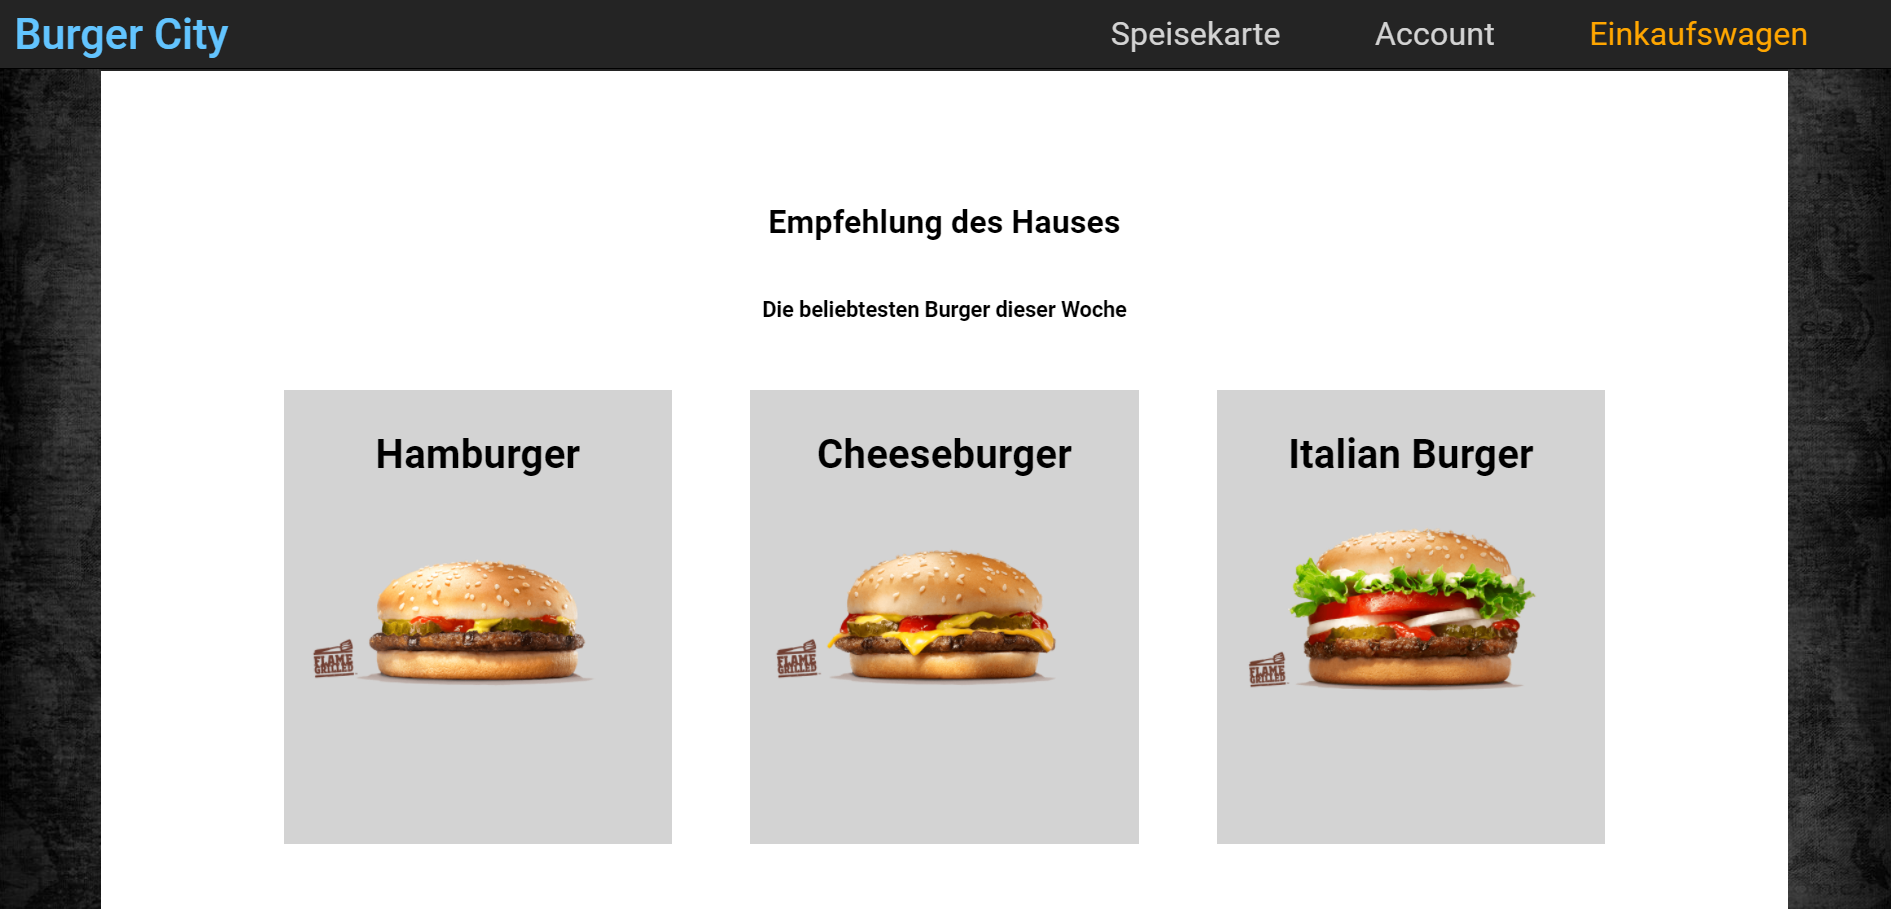 Burger City
Speisekarte
Account
Einkaufswagen
Empfehlung des Hauses
Die beliebtesten Burger dieser Woche
Hamburger
Cheeseburger
Italian Burger
FLAME
GRILLED
FLAME
GRILLED
FLAME
GRILLED